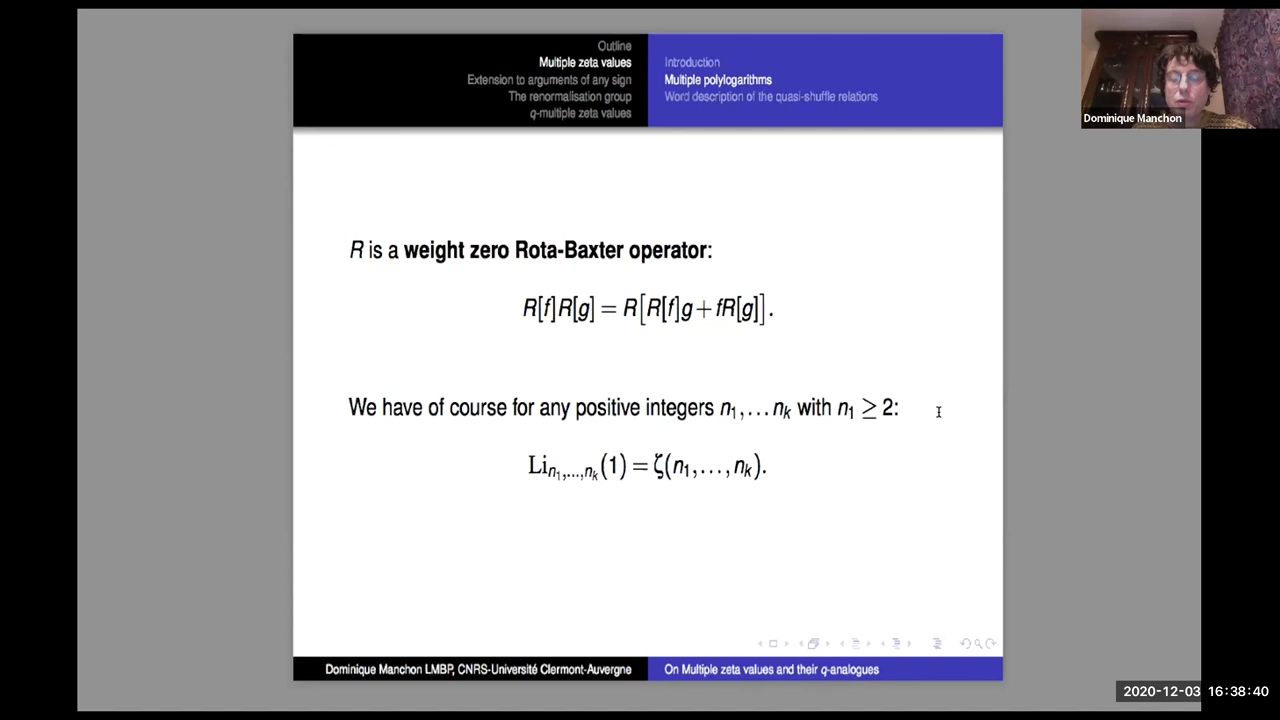 Outline
Multiple zeta values
Extension to arguments of any sign
The renormalisation group
q-multiple zeta values
Introduction
Multiple polylogarithms
Word description of the quasi-shuffle relations
Dominique Manchon
R is a weight zero Rota-Baxter operator:
R[f]R[g] = R[R[f]g + fR[g]].
We have of course for any positive integers n₁,…nₖ with n₁ ≥ 2:
Liₙ₁,…,ₙₖ(1) = ζ(n₁,…,nₖ).
Dominique Manchon LMBP, CNRS-Université Clermont-Auvergne
On Multiple zeta values and their q-analogues
2020-12-03 16:38:40